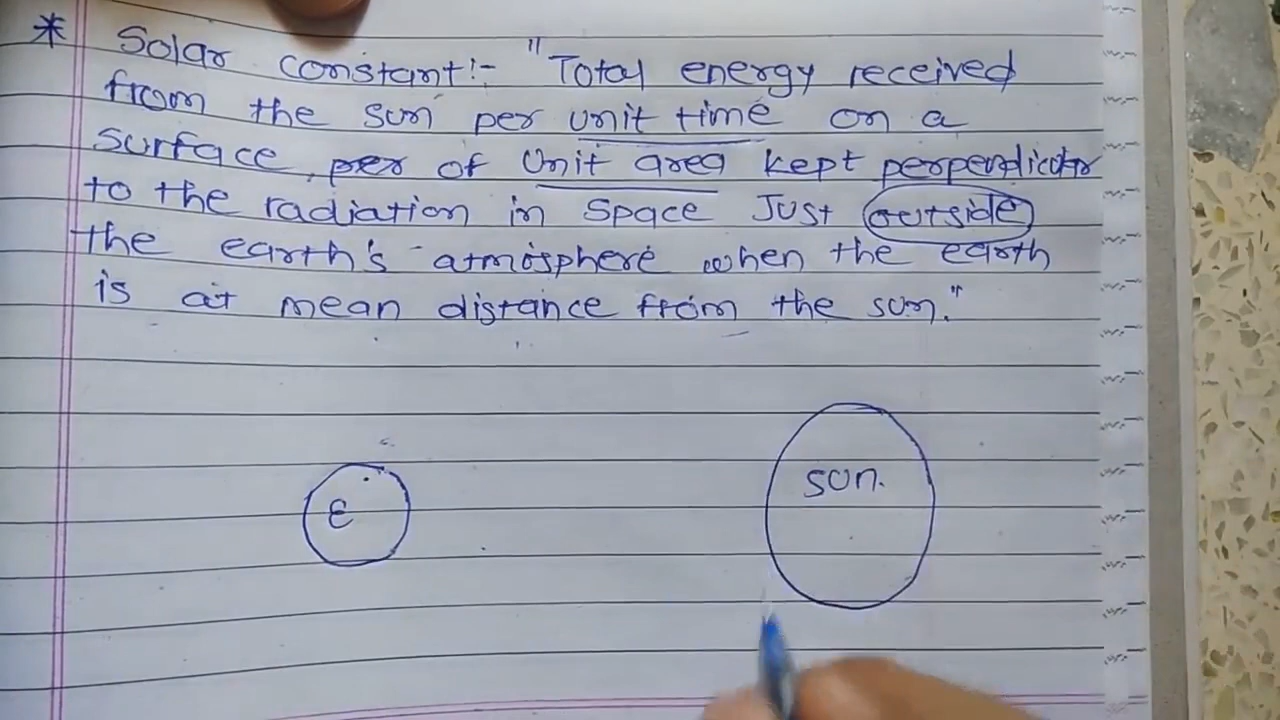 * Solar constant:- "Total energy received
from the sun per unit time on a
surface, per of unit area kept perpendicular
to the radiation in space Just outside
the earth's atmosphere when the earth
is at mean distance from the sun."
E
sun.